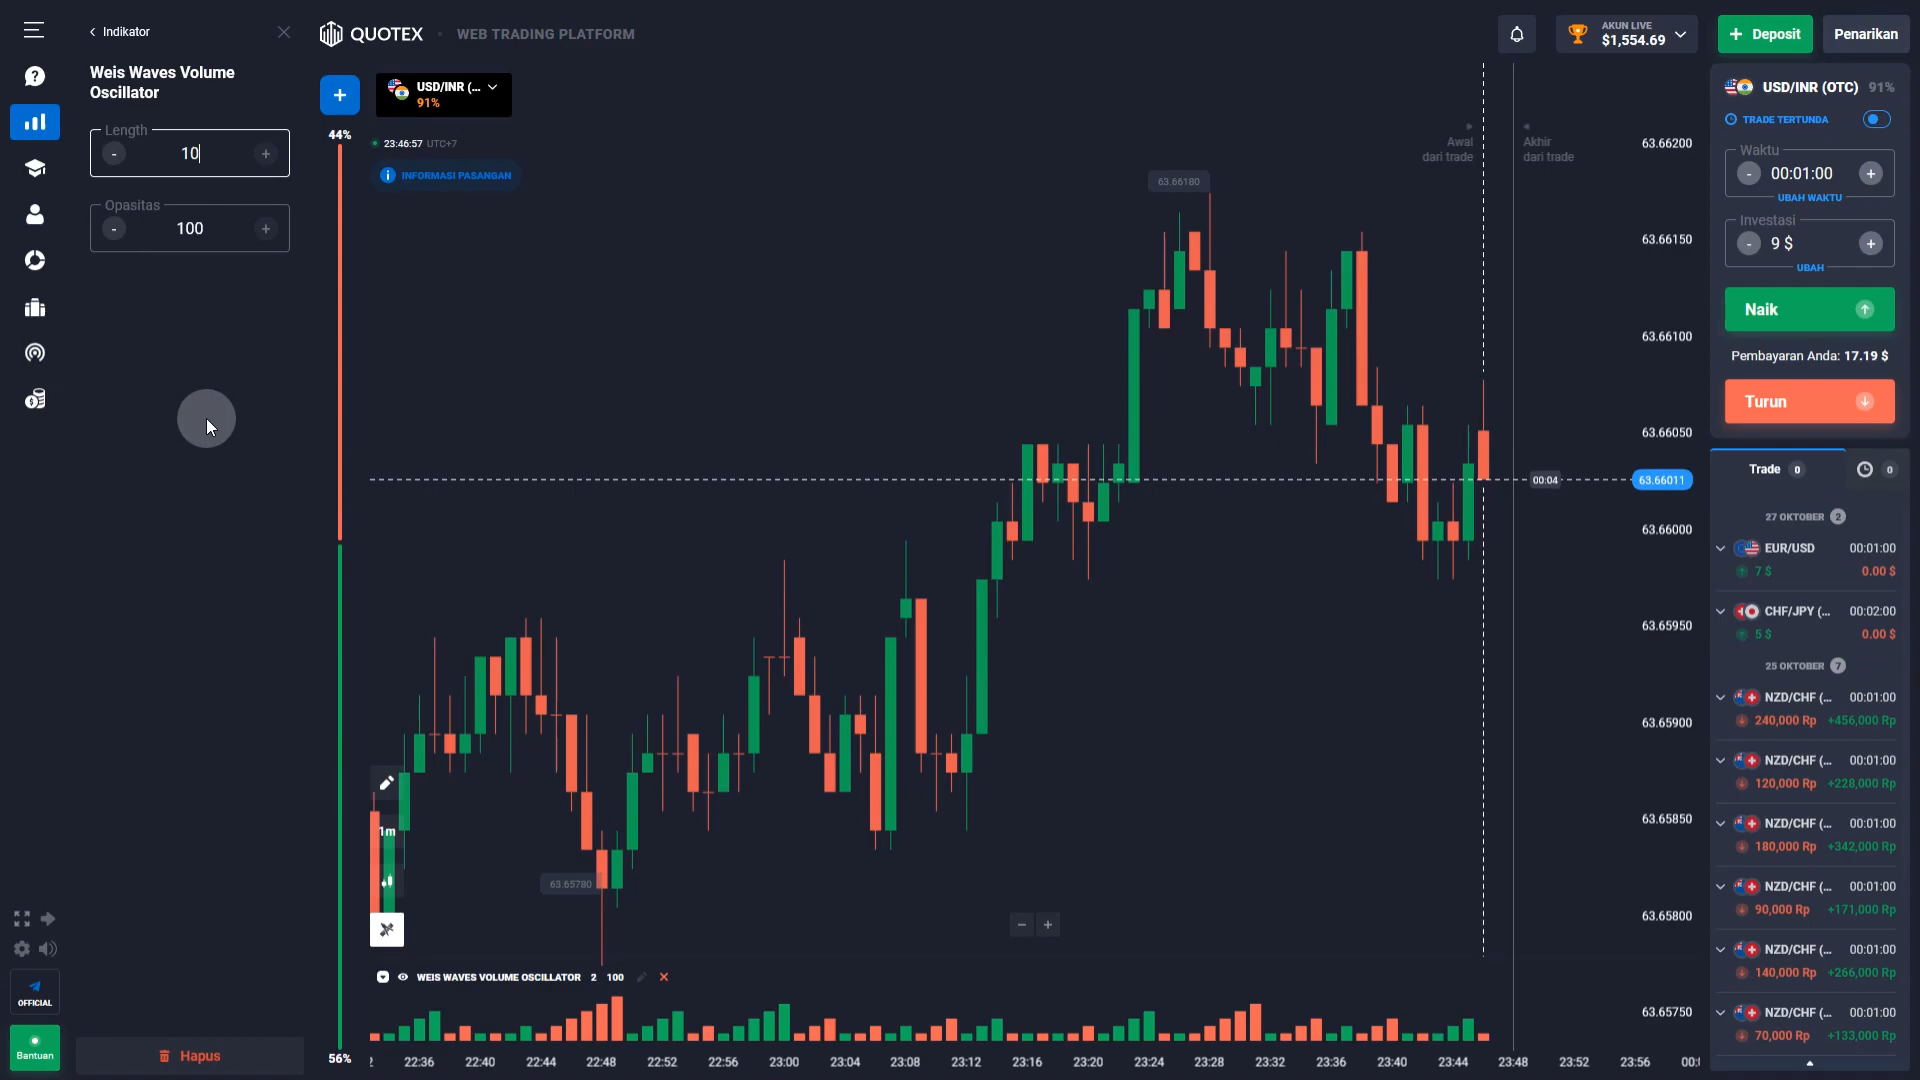 Indikator
QUOTEX
WEB TRADING PLATFORM
AKUN LIVE
$1,554.69
Deposit
Penarikan
Weis Waves Volume
Oscillator
Length
- 10 +
Opasitas
- 100 +
Hapus
OFFICIAL
Bantuan
+
USD/INR (...
91%
44%
56%
23:46:57 UTC+7
INFORMASI PASANGAN
Awal
dari trade
Akhir
dari trade
63.66180
63.65780
00:04
63.66011
63.66200
63.66150
63.66100
63.66050
63.66000
63.65950
63.65900
63.65850
63.65800
63.65750
1m
WEIS WAVES VOLUME OSCILLATOR 2 100
2 22:36 22:40 22:44 22:48 22:52 22:56 23:00 23:04 23:08 23:12 23:16 23:20 23:24 23:28 23:32 23:36 23:40 23:44 23:48 23:52 23:56 00:
USD/INR (OTC) 91%
TRADE TERTUNDA
Waktu
- 00:01:00 +
UBAH WAKTU
Investasi
- 9 $ +
UBAH
Naik
Pembayaran Anda: 17.19 $
Turun
Trade 0 0
27 OKTOBER 2
EUR/USD 00:01:00
7 $ 0.00 $
CHF/JPY (... 00:02:00
5 $ 0.00 $
25 OKTOBER 7
NZD/CHF (... 00:01:00
240,000 Rp +456,000 Rp
NZD/CHF (... 00:01:00
120,000 Rp +228,000 Rp
NZD/CHF (... 00:01:00
180,000 Rp +342,000 Rp
NZD/CHF (... 00:01:00
90,000 Rp +171,000 Rp
NZD/CHF (... 00:01:00
140,000 Rp +266,000 Rp
NZD/CHF (... 00:01:00
70,000 Rp +133,000 Rp